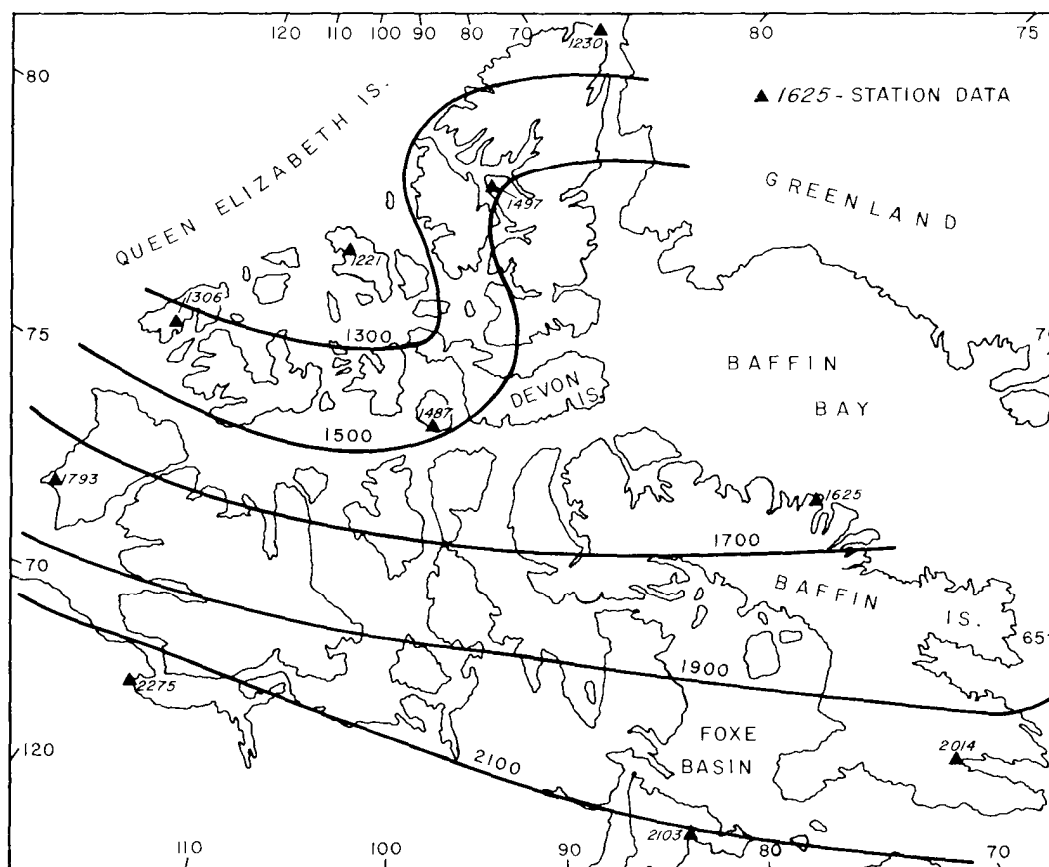 120 110 100 90 80 70 80 75
80
1230
▲ 1625 - STATION DATA
QUEEN ELIZABETH IS.
GREENLAND
1497
1221
1306
75
1300
BAFFIN
BAY
DEVON
IS.
1487
1500
1793
1625
1700
70
BAFFIN
IS.
65°
1900
2275
FOXE
BASIN
2014
120
2100
2103
110 100 90 80 70